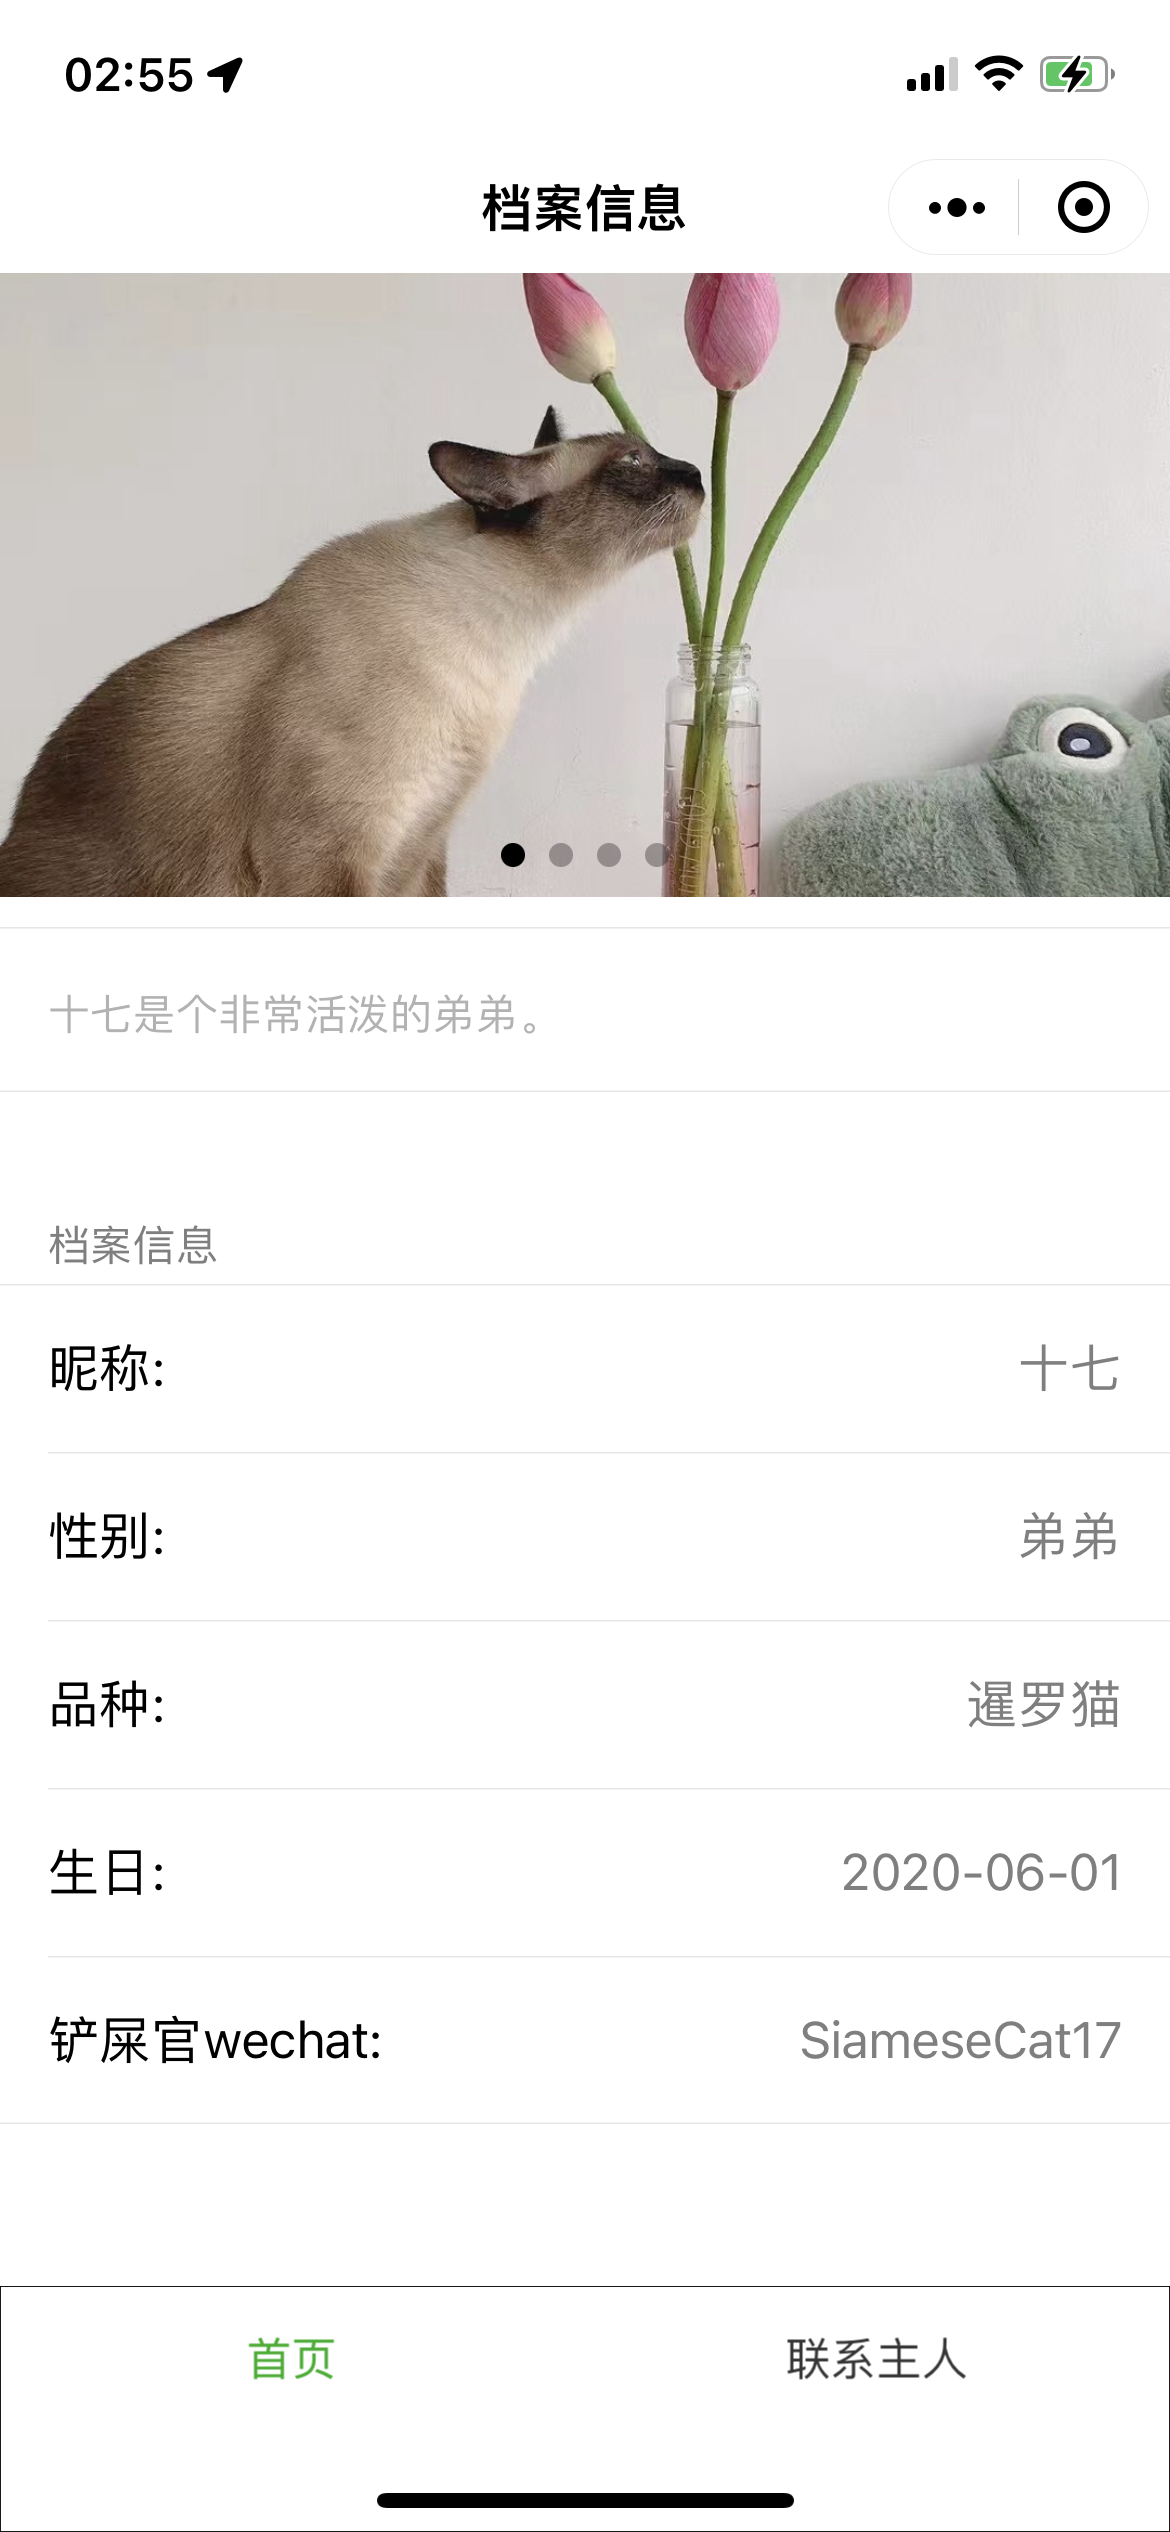 02:55
档案信息
十七是个非常活泼的弟弟。
档案信息
昵称: 十七
性别: 弟弟
品种: 暹罗猫
生日: 2020-06-01
铲屎官wechat: SiameseCat17
首页 联系主人